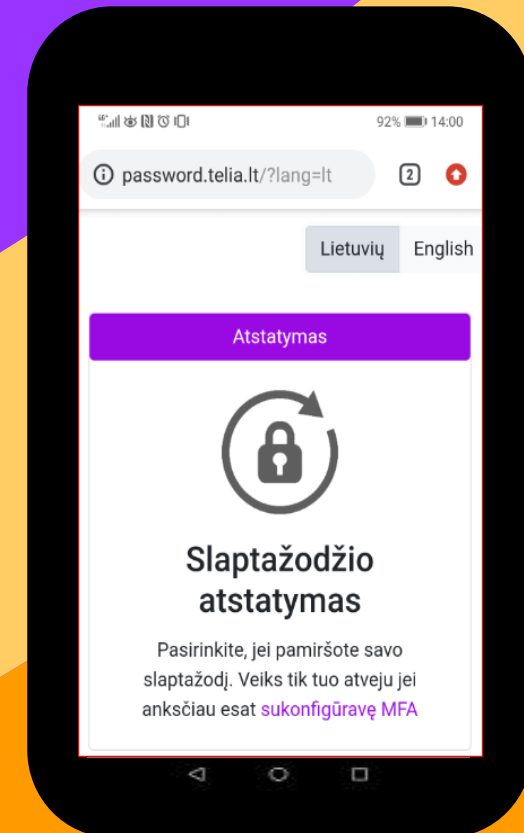 92% 14:00
password.telia.lt/?lang=lt 2
Lietuvių English
Atstatymas
Slaptažodžio
atstatymas
Pasirinkite, jei pamiršote savo
slaptažodį. Veiks tik tuo atveju jei
anksčiau esat sukonfigūravę MFA